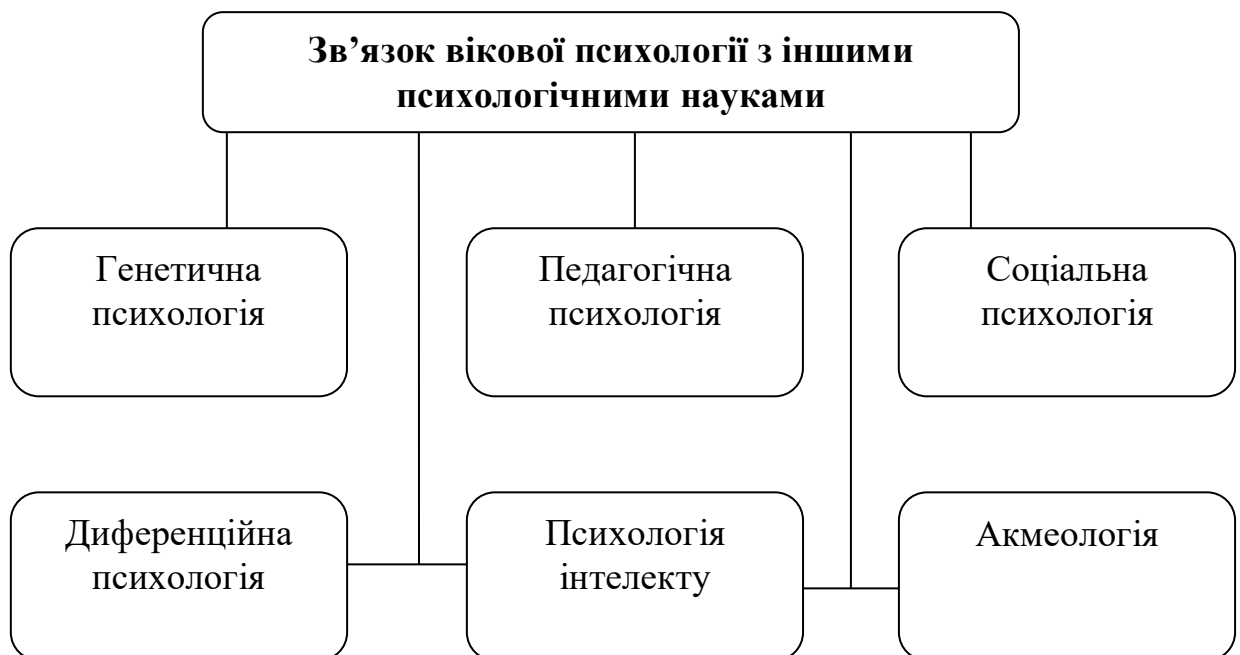 Зв’язок вікової психології з іншими
психологічними науками
Генетична
психологія
Педагогічна
психологія
Соціальна
психологія
Диференційна
психологія
Психологія
інтелекту
Акмеологія